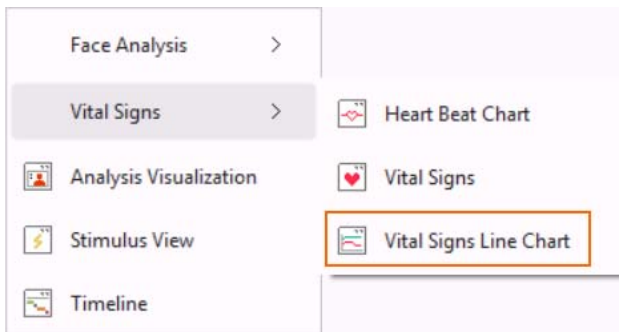 Face Analysis
Vital Signs
Analysis Visualization
Stimulus View
Timeline
Heart Beat Chart
Vital Signs
Vital Signs Line Chart